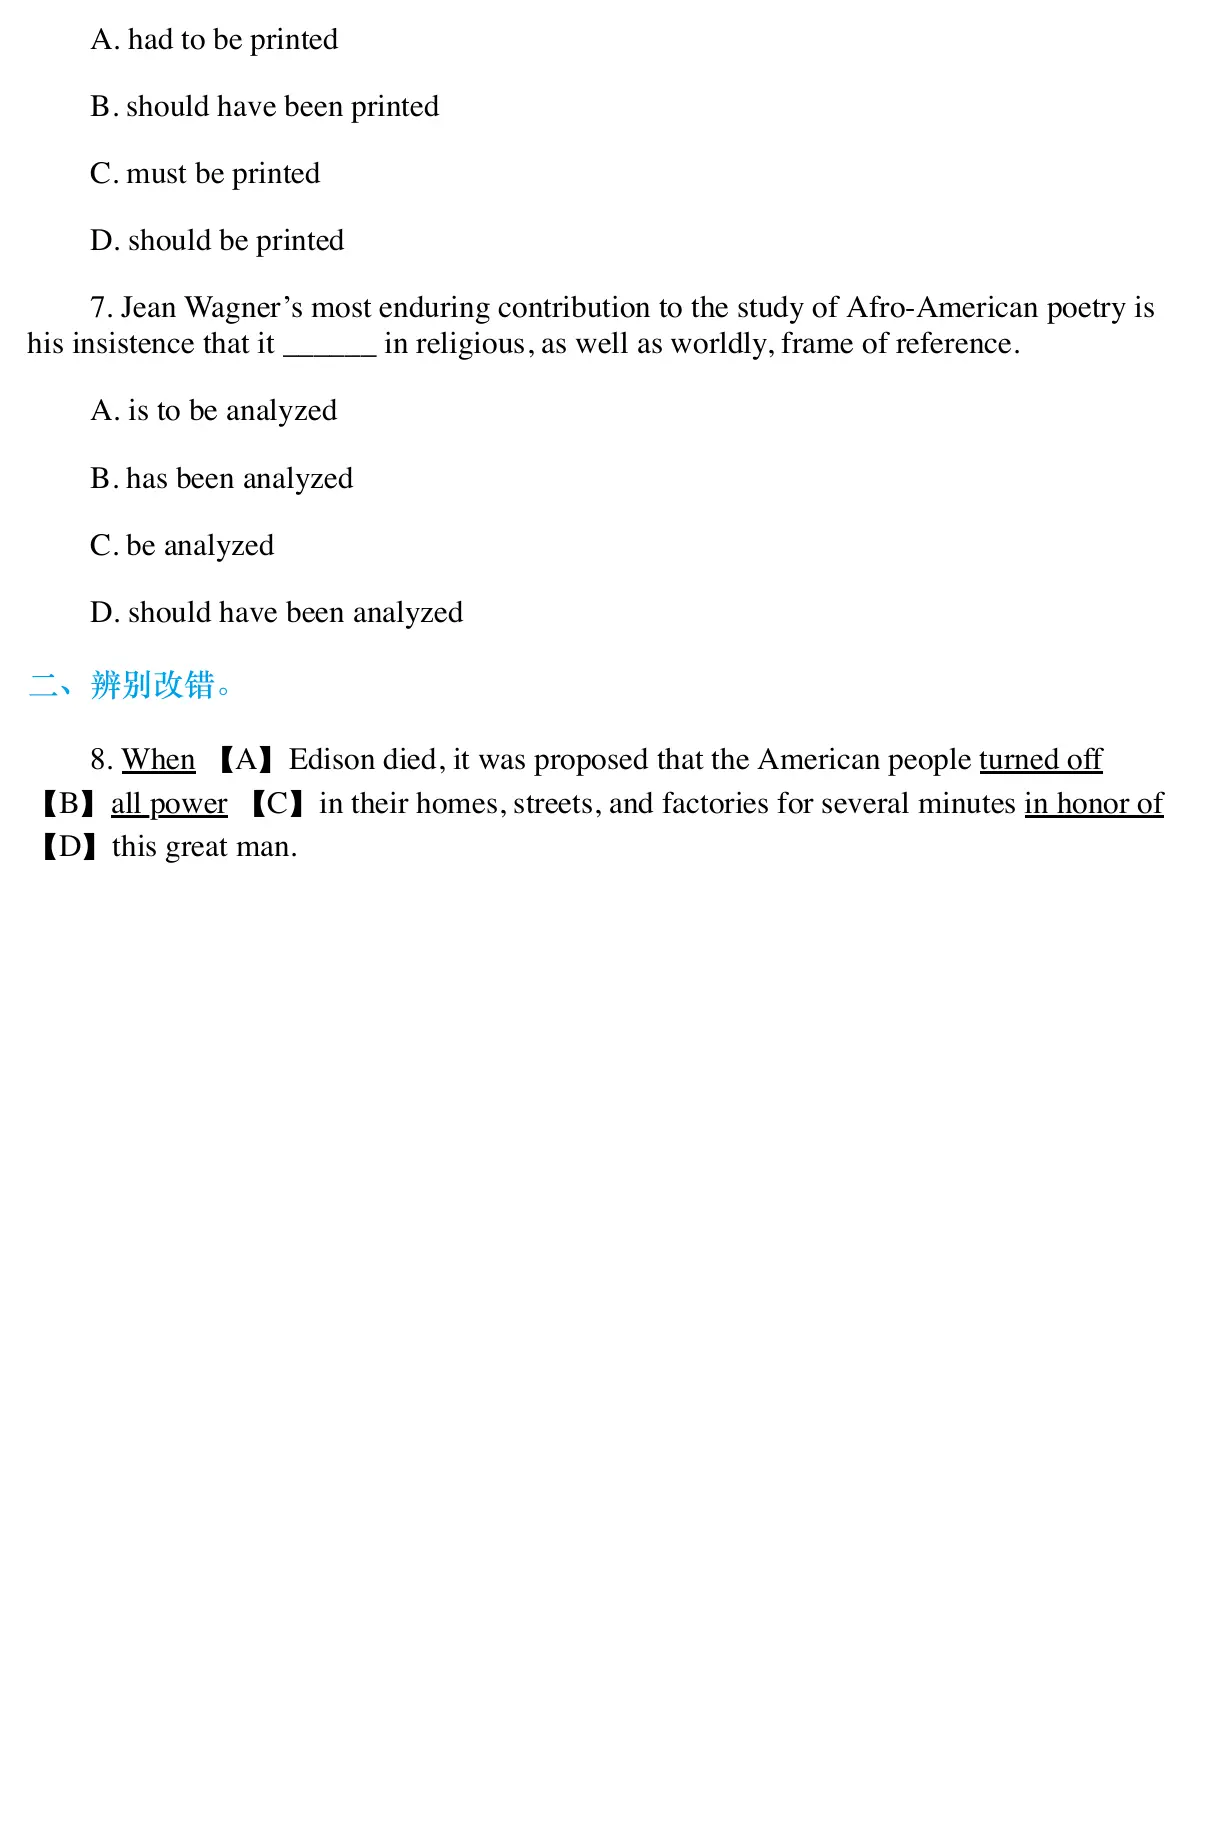 A. had to be printed
B. should have been printed
C. must be printed
D. should be printed
7. Jean Wagner’s most enduring contribution to the study of Afro-American poetry is
his insistence that it ______ in religious, as well as worldly, frame of reference.
A. is to be analyzed
B. has been analyzed
C. be analyzed
D. should have been analyzed
二、辨别改错。
8. When 【A】Edison died, it was proposed that the American people turned off
【B】all power 【C】in their homes, streets, and factories for several minutes in honor of
【D】this great man.